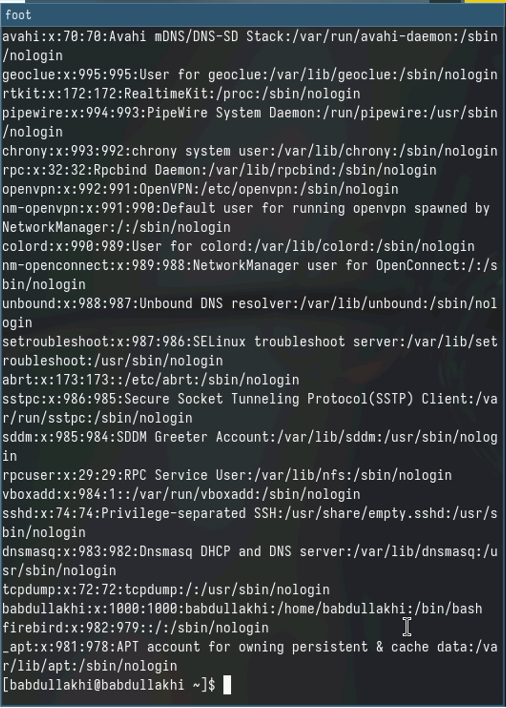 foot
avahi:x:70:70:Avahi mDNS/DNS-SD Stack:/var/run/avahi-daemon:/sbin
/nologin
geoclue:x:995:995:User for geoclue:/var/lib/geoclue:/sbin/nologin
rtkit:x:172:172:RealtimeKit:/proc:/sbin/nologin
pipewire:x:994:993:PipeWire System Daemon:/run/pipewire:/usr/sbin
/nologin
chrony:x:993:992:chrony system user:/var/lib/chrony:/sbin/nologin
rpc:x:32:32:Rpcbind Daemon:/var/lib/rpcbind:/sbin/nologin
openvpn:x:992:991:OpenVPN:/etc/openvpn:/sbin/nologin
nm-openvpn:x:991:990:Default user for running openvpn spawned by
NetworkManager:/:/sbin/nologin
colord:x:990:989:User for colord:/var/lib/colord:/sbin/nologin
nm-openconnect:x:989:988:NetworkManager user for OpenConnect:/:/s
bin/nologin
unbound:x:988:987:Unbound DNS resolver:/var/lib/unbound:/sbin/nol
ogin
setroubleshoot:x:987:986:SELinux troubleshoot server:/var/lib/set
roubleshoot:/usr/sbin/nologin
abrt:x:173:173::/etc/abrt:/sbin/nologin
sstpc:x:986:985:Secure Socket Tunneling Protocol(SSTP) Client:/va
r/run/sstpc:/sbin/nologin
sddm:x:985:984:SDDM Greeter Account:/var/lib/sddm:/usr/sbin/nolog
in
rpcuser:x:29:29:RPC Service User:/var/lib/nfs:/sbin/nologin
vboxadd:x:984:1::/var/run/vboxadd:/sbin/nologin
sshd:x:74:74:Privilege-separated SSH:/usr/share/empty.sshd:/usr/s
bin/nologin
dnsmasq:x:983:982:Dnsmasq DHCP and DNS server:/var/lib/dnsmasq:/u
sr/sbin/nologin
tcpdump:x:72:72:tcpdump:/:/usr/sbin/nologin
babdullakhi:x:1000:1000:babdullakhi:/home/babdullakhi:/bin/bash
firebird:x:982:979::/:/sbin/nologin
_apt:x:981:978:APT account for owning persistent & cache data:/va
r/lib/apt:/sbin/nologin
[babdullakhi@babdullakhi ~]$